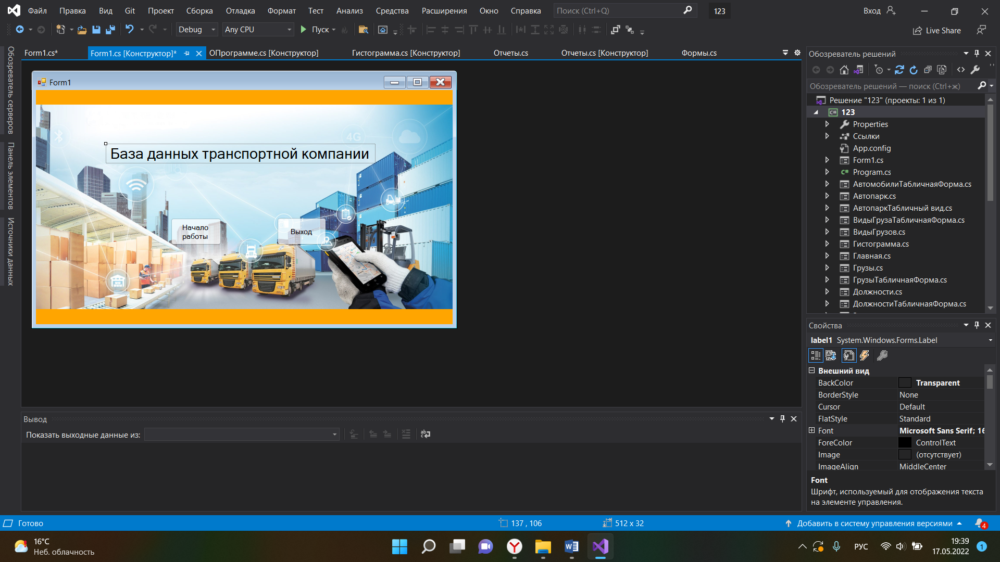 Файл Правка Вид Git Проект Сборка Отладка Формат Тест Анализ Средства Расширения Окно Справка Поиск (Ctrl+Q) 123 Вход
Debug Any CPU Пуск Live Share
Form1.cs* Form1.cs [Конструктор]* ОПрограмме.cs [Конструктор] Гистограмма.cs [Конструктор] Отчеты.cs Отчеты.cs [Конструктор] Формы.cs
Обозреватель серверов
Панель элементов
Источники данных
Form1
4G
База данных транспортной компании
Начало
работы
Выход
Обозреватель решений
Обозреватель решений — поиск (Ctrl+ж)
Решение "123" (проекты: 1 из 1)
123
Properties
Ссылки
App.config
Form1.cs
Program.cs
АвтомобилиТабличнаяФорма.cs
Автопарк.cs
АвтопаркТабличный вид.cs
ВидыГрузаТабличнаяФорма.cs
ВидыГрузов.cs
Гистограмма.cs
Главная.cs
Грузы.cs
ГрузыТабличнаяФорма.cs
Должности.cs
ДолжностиТабличнаяФорма.cs
Свойства
label1 System.Windows.Forms.Label
Внешний вид
BackColor Transparent
BorderStyle None
Cursor Default
FlatStyle Standard
Font Microsoft Sans Serif; 16
ForeColor ControlText
Image (отсутствует)
ImageAlign MiddleCenter
Font
Шрифт, используемый для отображения текста
на элементе управления.
Вывод
Показать выходные данные из:
Готово 137 , 106 512 x 32 Добавить в систему управления версиями 4
16°C
Неб. облачность
РУС
19:39
17.05.2022
1